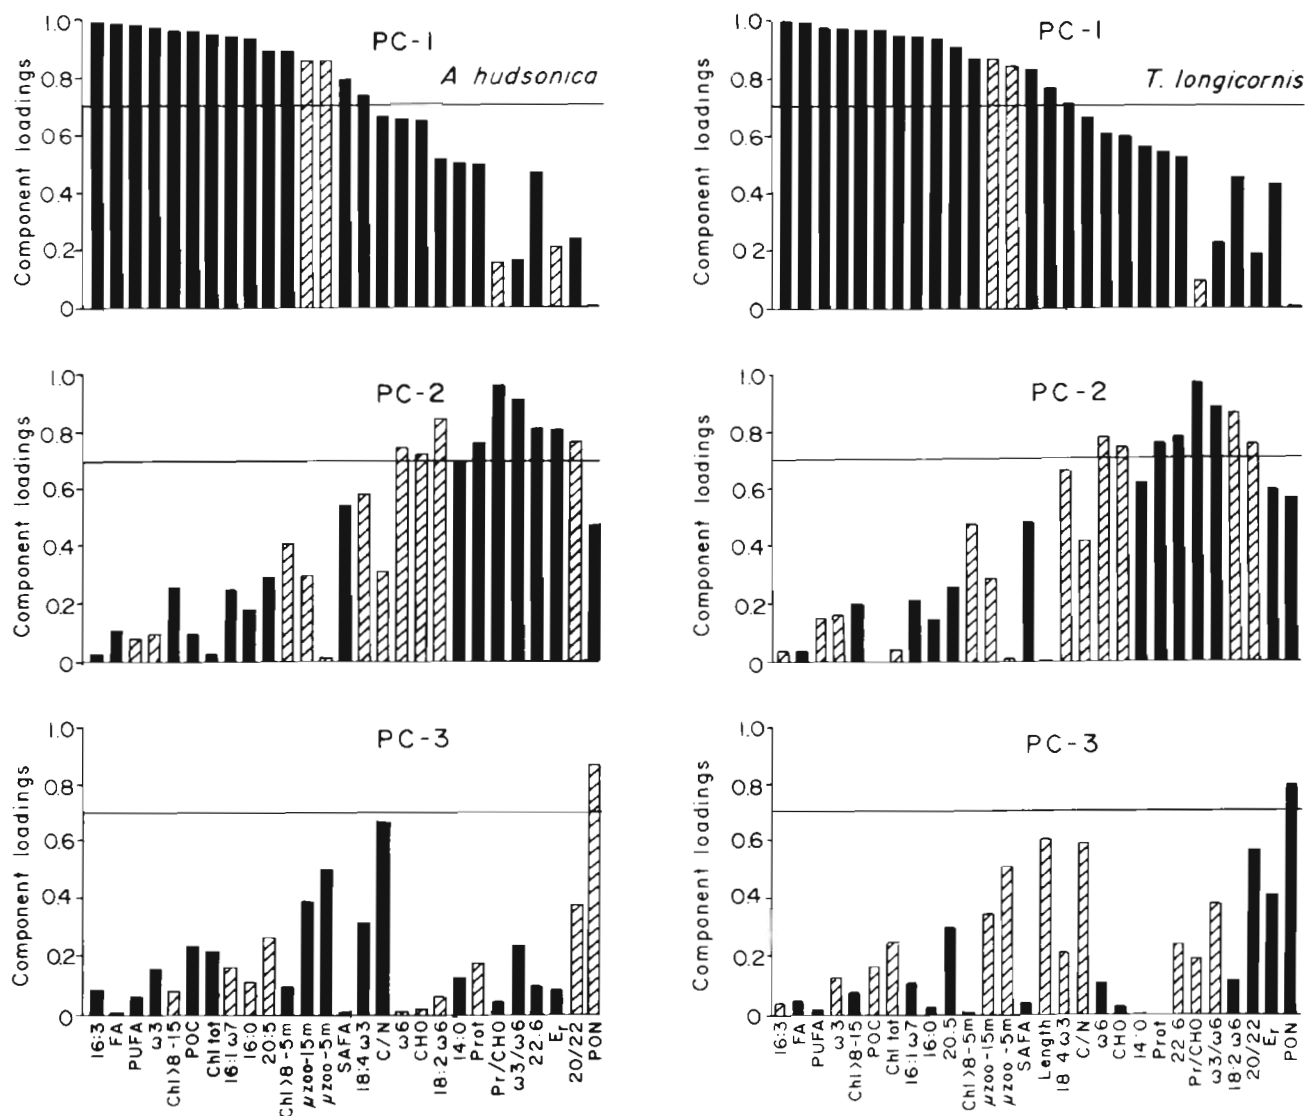 PC-1
A hudsonica
Component loadings
1.0
0.8
0.6
0.4
0.2
0
PC-1
T. longicornis
Component loadings
1.0
0.8
0.6
0.4
0.2
0
PC-2
Component loadings
1.0
0.8
0.6
0.4
0.2
0
PC-2
Component loadings
1.0
0.8
0.6
0.4
0.2
0
PC-3
Component loadings
1.0
0.8
0.6
0.4
0.2
0
16:3
FA
PUFA
ω3
Chl>8-15
POC
Chl tot
16:1ω7
16:0
20:5
Chl>8-5m
μzoo-15m
μzoo-5m
SAFA
18:4ω3
C/N
ω6
CHO
18:2ω6
14:0
Prot
Pr/CHO
ω3/ω6
22:6
Er
20/22
PON
PC-3
Component loadings
1.0
0.8
0.6
0.4
0.2
0
16:3
FA
PUFA
ω3
Chl>8-15
POC
Chl tot
16:1ω7
16:0
20:5
Chl>8-5m
μzoo-15m
μzoo-5m
SAFA
Length
18:4ω3
C/N
ω6
CHO
14:0
Prot
22:6
Pr/CHO
ω3/ω6
18:2ω6
20/22
Er
PON